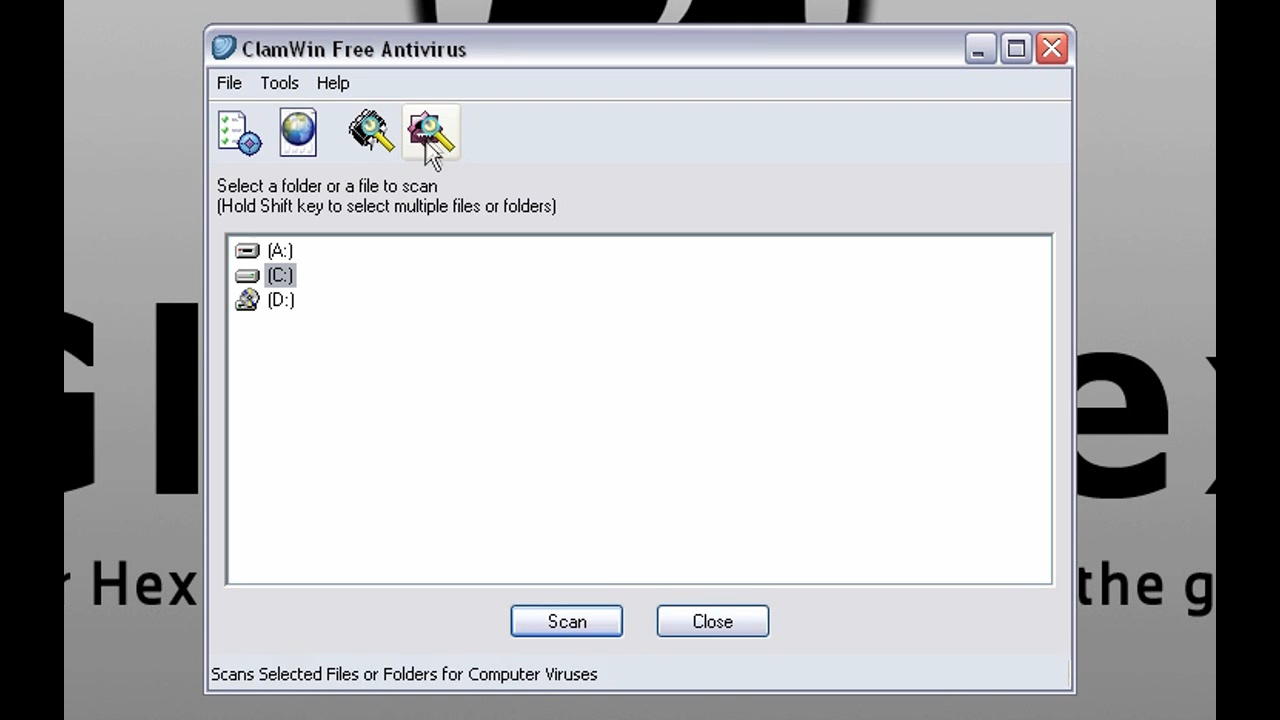 ClamWin Free Antivirus
File Tools Help
Select a folder or a file to scan
(Hold Shift key to select multiple files or folders)
(A:)
(C:)
(D:)
Hex
the g
Scan Close
Scans Selected Files or Folders for Computer Viruses